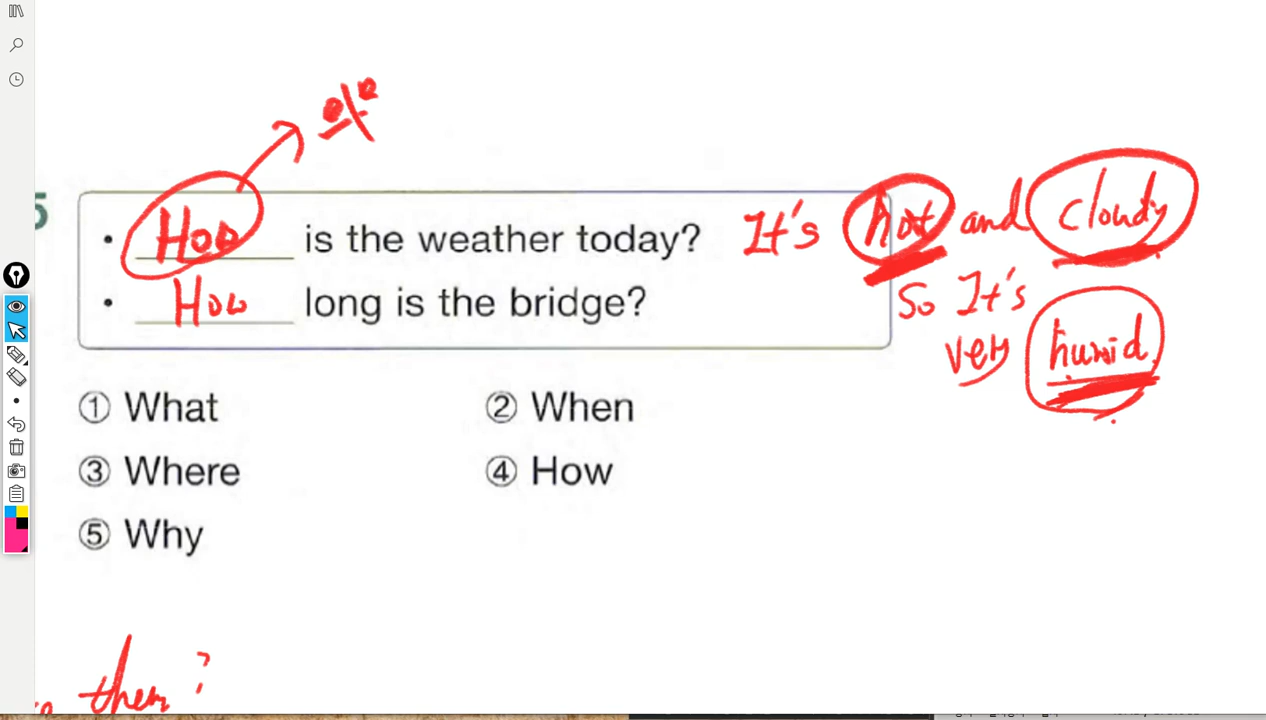 5
• How is the weather today? It's hot and cloudy
• How long is the bridge? So It's
very humid
① What ② When
③ Where ④ How
⑤ Why
them?